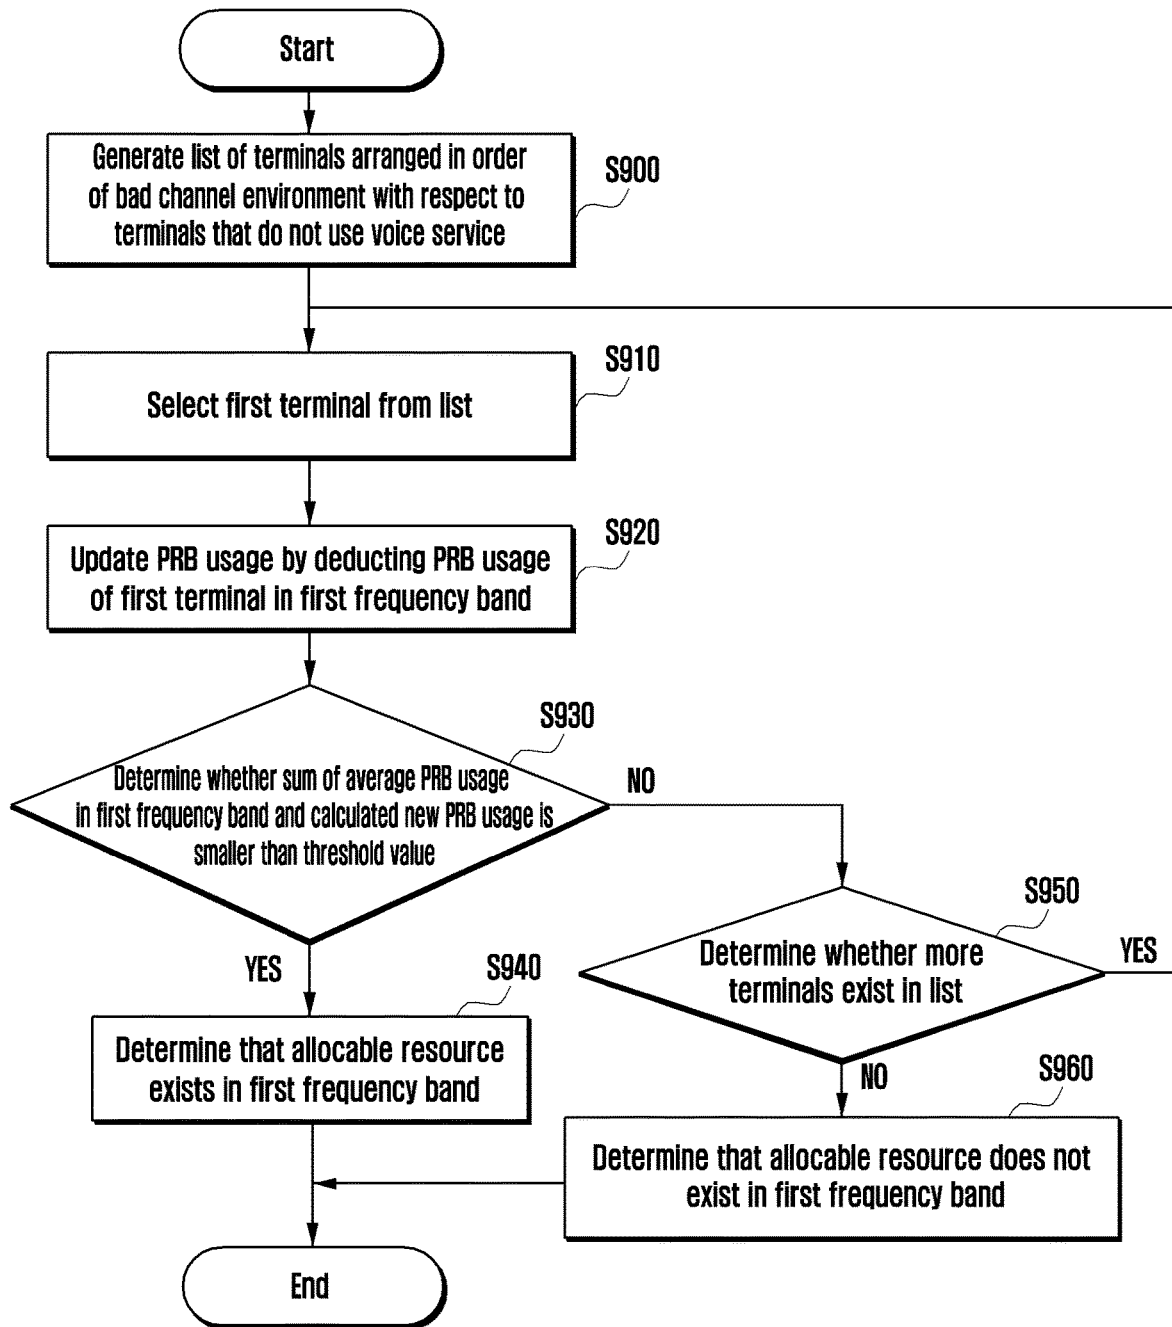 Start
Generate list of terminals arranged in order
of bad channel environment with respect to
terminals that do not use voice service
S900
Select first terminal from list
S910
Update PRB usage by deducting PRB usage
of first terminal in first frequency band
S920
Determine whether sum of average PRB usage
in first frequency band and calculated new PRB usage is
smaller than threshold value
S930
NO
YES
Determine that allocable resource
exists in first frequency band
S940
Determine whether more
terminals exist in list
S950
YES
NO
Determine that allocable resource does not
exist in first frequency band
S960
End